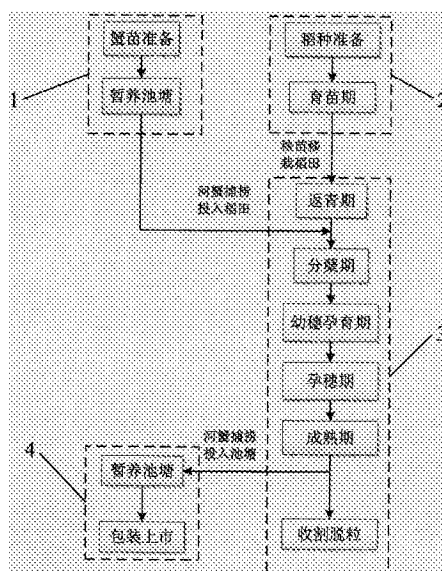 蟹苗准备
稻种准备
1
暂养池塘
育苗期
2
秧苗移
栽稻田
河蟹捕捞
投入稻田
返青期
分蘖期
幼穗孕育期
3
孕穗期
成熟期
河蟹捕捞
投入池塘
4
暂养池塘
包装上市
收割脱粒